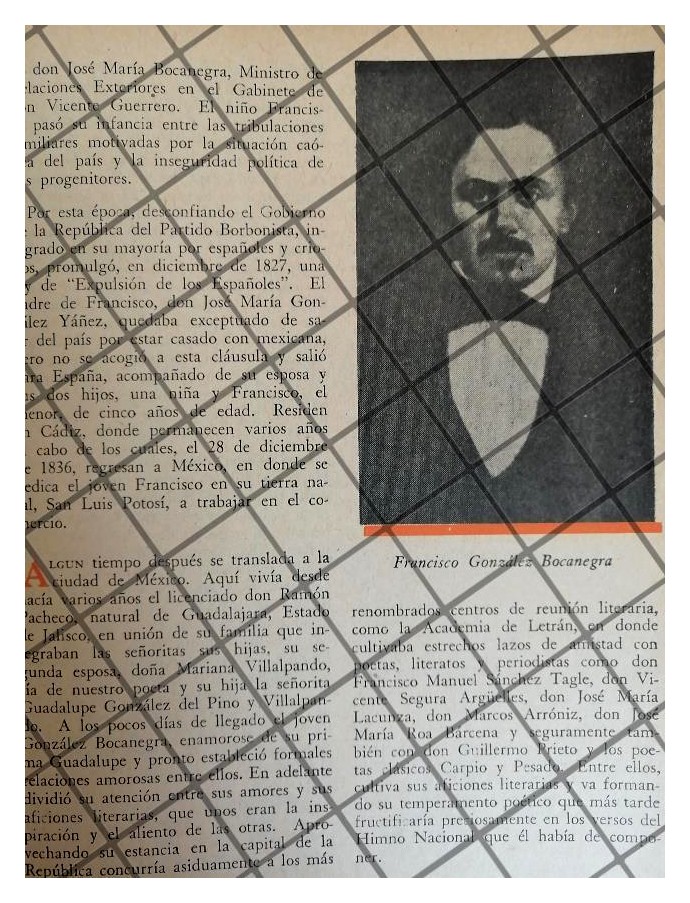 don José María Bocanegra, Ministro de
laciones Exteriores en el Gabinete de
n Vicente Guerrero. El niño Francis-
pasó su infancia entre las tribulaciones
miliares motivadas por la situación caó-
a del país y la inseguridad política de
s progenitores.
Por esta época, desconfiando el Gobierno
la República del Partido Borbonista, in-
grado en su mayoría por españoles y crio-
os, promulgó, en diciembre de 1827, una
y de "Expulsión de los Españoles". El
dre de Francisco, don José María Gon-
lez Yáñez, quedaba exceptuado de sa-
r del país por estar casado con mexicana,
ero no se acogió a esta cláusula y salió
ra España, acompañado de su esposa y
s dos hijos, una niña y Francisco, el
enor, de cinco años de edad. Residen
n Cádiz, donde permanecen varios años
cabo de los cuales, el 28 de diciembre
e 1836, regresan a México, en donde se
edica el joven Francisco en su tierra na-
al, San Luis Potosí, a trabajar en el co-
ercio.
ALGUN tiempo después se translada a la
ciudad de México. Aquí vivía desde
acía varios años el licenciado don Ramón
Pacheco, natural de Guadalajara, Estado
de Jalisco, en unión de su familia que in-
egraban las señoritas sus hijas, su se-
gunda esposa, doña Mariana Villalpando,
ía de nuestro poeta y su hija la señorita
Guadalupe González del Pino y Villalpan-
do. A los pocos días de llegado el joven
González Bocanegra, enamorose de su pri-
ma Guadalupe y pronto estableció formales
relaciones amorosas entre ellos. En adelante
dividió su atención entre sus amores y sus
aficiones literarias, que unos eran la ins-
piración y el aliento de las otras. Apro-
vechando su estancia en la capital de la
República concurría asiduamente a los más
Francisco González Bocanegra
renombrados centros de reunión literaria,
como la Academia de Letrán, en donde
cultivaba estrechos lazos de amistad con
poetas, literatos y periodistas como don
Francisco Manuel Sánchez Tagle, don Vi-
cente Segura Argüelles, don José María
Lacunza, don Marcos Arróniz, don José
María Roa Barcena y seguramente tam-
bién con don Guillermo Prieto y los poe-
tas clásicos Carpio y Pesado. Entre ellos,
cultiva sus aficiones literarias y va forman-
do su temperamento poético que más tarde
fructificaría preciosamente en los versos del
Himno Nacional que él había de compo-
ner.